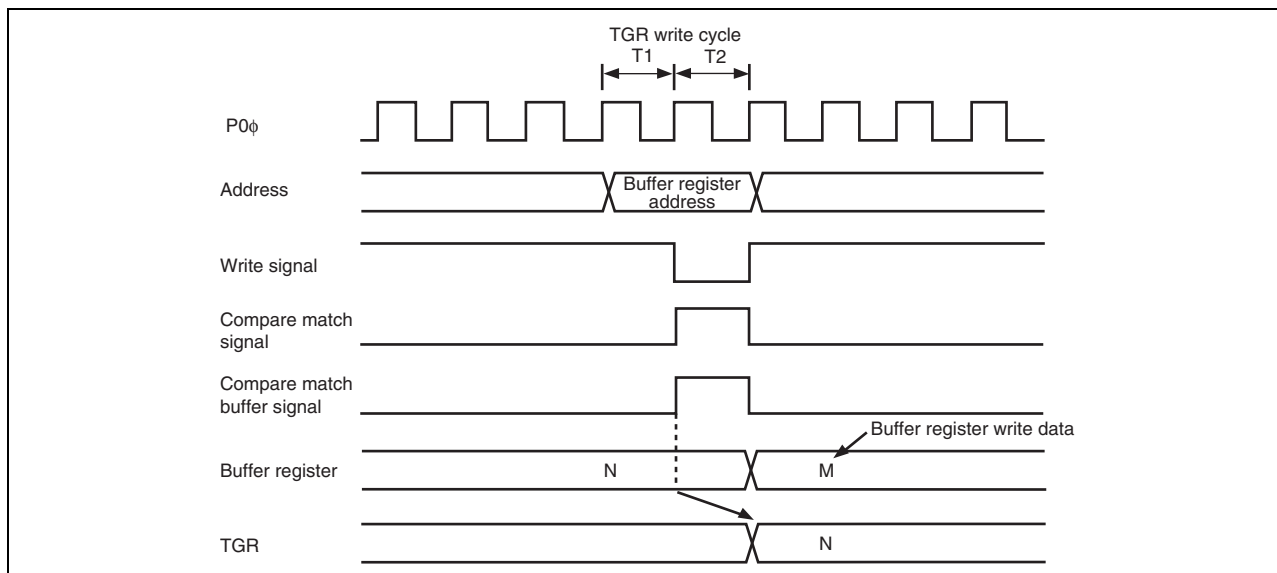 TGR write cycle
T1 T2
P0ϕ
Address
Buffer register
address
Write signal
Compare match
signal
Compare match
buffer signal
Buffer register write data
Buffer register
N M
TGR
N